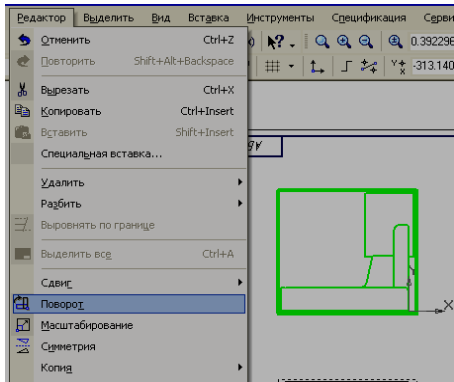 Редактор Выделить Вид Вставка Инструменты Спецификация Серви
Отменить Ctrl+Z
0.392296
Повторить Shift+Alt+Backspace
-313.140
Вырезать Ctrl+X
Копировать Ctrl+Insert
Вставить Shift+Insert
Специальная вставка...
Удалить
Разбить
Выровнять по границе
Выделить все Ctrl+A
Сдвиг
Поворот
Масштабирование
Симметрия
Копия
Y
X